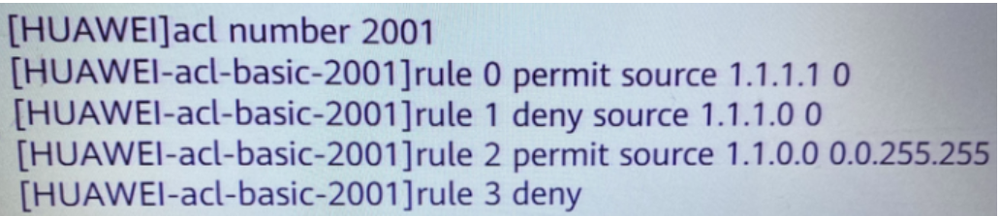 [HUAWEI]acl number 2001
[HUAWEI-acl-basic-2001]rule 0 permit source 1.1.1.1 0
[HUAWEI-acl-basic-2001]rule 1 deny source 1.1.1.0 0
[HUAWEI-acl-basic-2001]rule 2 permit source 1.1.0.0 0.0.255.255
[HUAWEI-acl-basic-2001]rule 3 deny